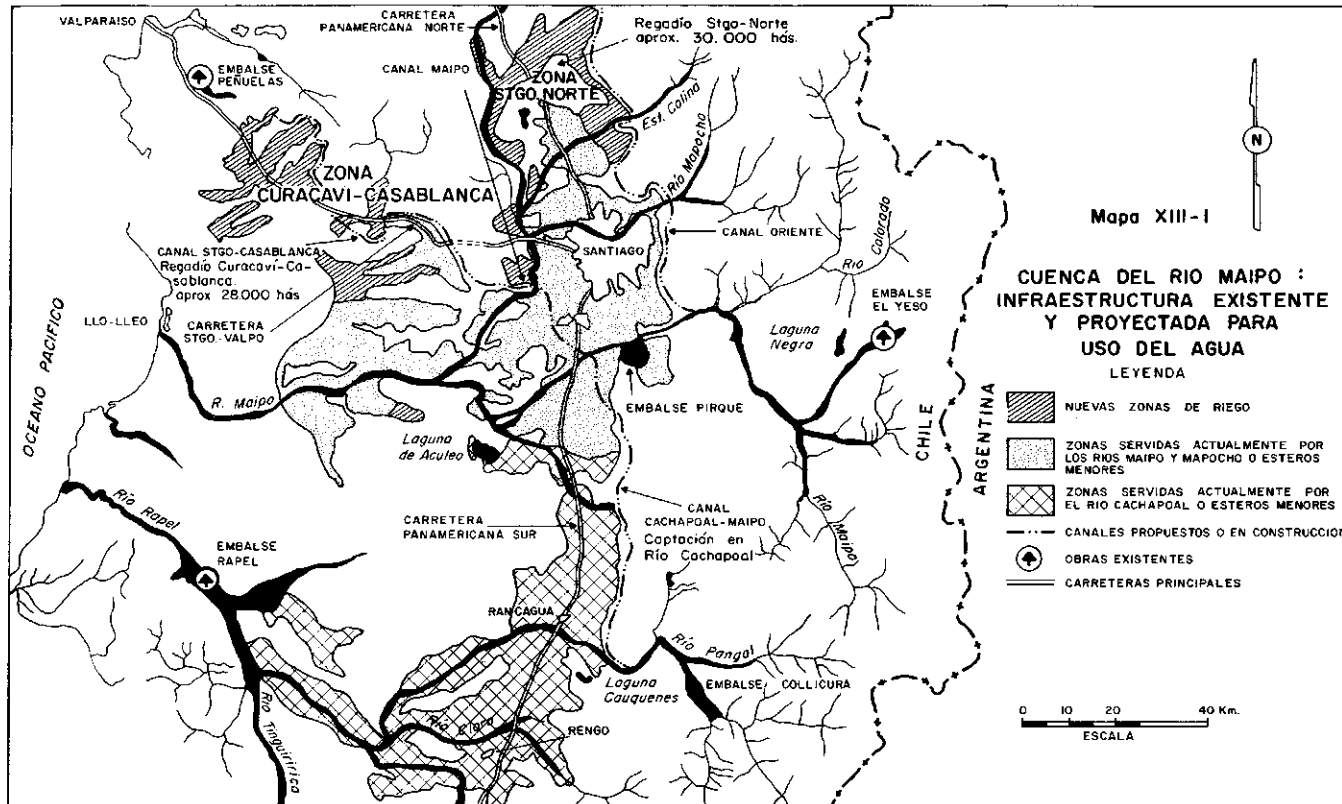 VALPARAISO
CARRETERA
PANAMERICANA NORTE
Regadío Stgo-Norte
aprox. 30.000 hás.
EMBALSE
PEÑUELAS
CANAL MAIPO
ZONA
STGO. NORTE
Est. Colina
Río Mapocho
ZONA
CURACAVI-CASABLANCA
CANAL STGO-CASABLANCA
Regadío Curacaví-Ca-
sablanca.
aprox 28.000 hás
SANTIAGO
CANAL ORIENTE
Río Colorado
EMBALSE
EL YESO
LLO-LLEO
CARRETERA
STGO.-VALPO
Laguna
Negra
OCEANO PACIFICO
R. Maipo
EMBALSE PIRQUE
Laguna
de Aculeo
CARRETERA
PANAMERICANA SUR
CANAL
CACHAPOAL-MAIPO
Captación en
Río Cachapoal
Río Maipo
CHILE
ARGENTINA
Río Rapel
EMBALSE
RAPEL
RANCAGUA
Río Pangal
Laguna
Cauquenes
EMBALSE COLLICURA
Río Claro
RENGO
Río Tinguiririca
N
Mapa XIII-I
CUENCA DEL RIO MAIPO :
INFRAESTRUCTURA EXISTENTE
Y PROYECTADA PARA
USO DEL AGUA
LEYENDA
NUEVAS ZONAS DE RIEGO
ZONAS SERVIDAS ACTUALMENTE POR
LOS RIOS MAIPO Y MAPOCHO O ESTEROS
MENORES
ZONAS SERVIDAS ACTUALMENTE POR
EL RIO CACHAPOAL O ESTEROS MENORES
CANALES PROPUESTOS O EN CONSTRUCCION
OBRAS EXISTENTES
CARRETERAS PRINCIPALES
0 10 20 40 Km.
ESCALA